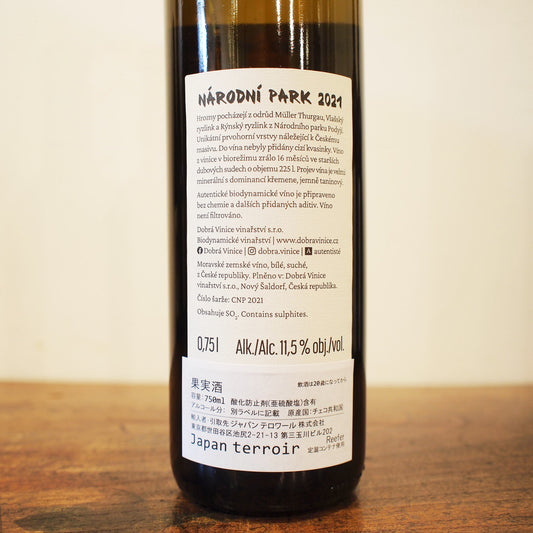 NÁRODNÍ PARK 2021
Hrozny pocházejí z odrůd Müller Thurgau, Vlašský
ryzlink a Rýnský ryzlink z Národního parku Podyjí.
Unikátní prvohorní vrstvy náležející k Českému
masivu. Do vína nebyly přidány cizí kvasinky. Víno
z vinice v biorežimu zrálo 16 měsíců ve starších
dubových sudech o objemu 225 l. Projev vína je velmi
minerální s dominancí křemene, jemně taninový.
Autentické biodynamické víno je připraveno
bez chemie a dalších přidaných aditiv. Víno
není filtrováno.
Dobrá Vinice vinařství s.r.o.
Biodynamické vinařství | www.dobravinice.cz
Dobrá Vinice | dobra.vinice | A autentisté
Moravské zemské víno, bílé, suché,
z České republiky. Plněno v: Dobrá Vinice
vinařství s.r.o., Nový Šaldorf, Česká republika.
Číslo šarže: CNP 2021
Obsahuje SO₂. Contains sulphites.
0,75 l Alk./Alc. 11,5 % obj./vol.
果実酒 飲酒は20歳になってから
容量: 750ml 酸化防止剤(亜硫酸塩)含有
アルコール分: 別ラベルに記載 原産国:チェコ共和国
輸入者 引取先 ジャパン テロワール 株式会社
東京都世田谷区池尻2-21-13 第三玉川ビル202
Japan terroir Reefer
定温コンテナ使用